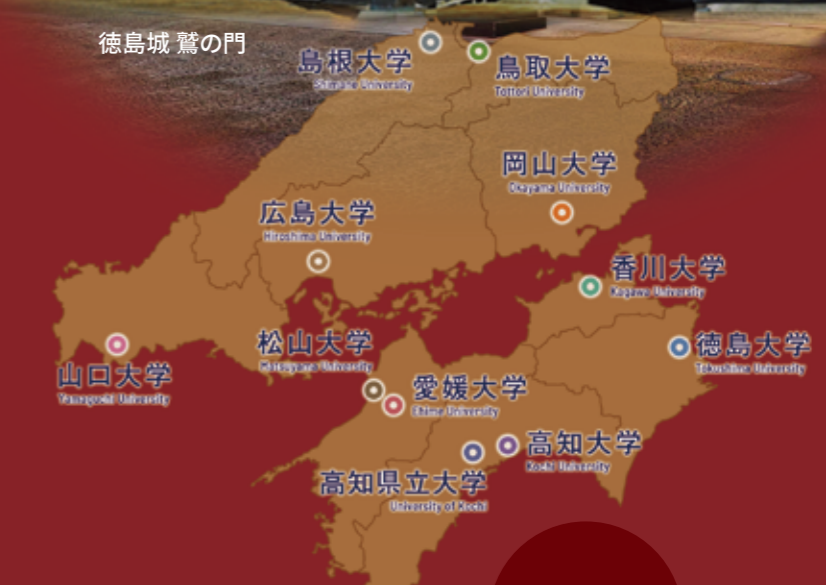 徳島城 鷲の門
島根大学
Shimane University
鳥取大学
Tottori University
岡山大学
Okayama University
広島大学
Hiroshima University
香川大学
Kagawa University
松山大学
Matsuyama University
徳島大学
Tokushima University
山口大学
Yamaguchi University
愛媛大学
Ehime University
高知大学
Kochi University
高知県立大学
University of Kochi